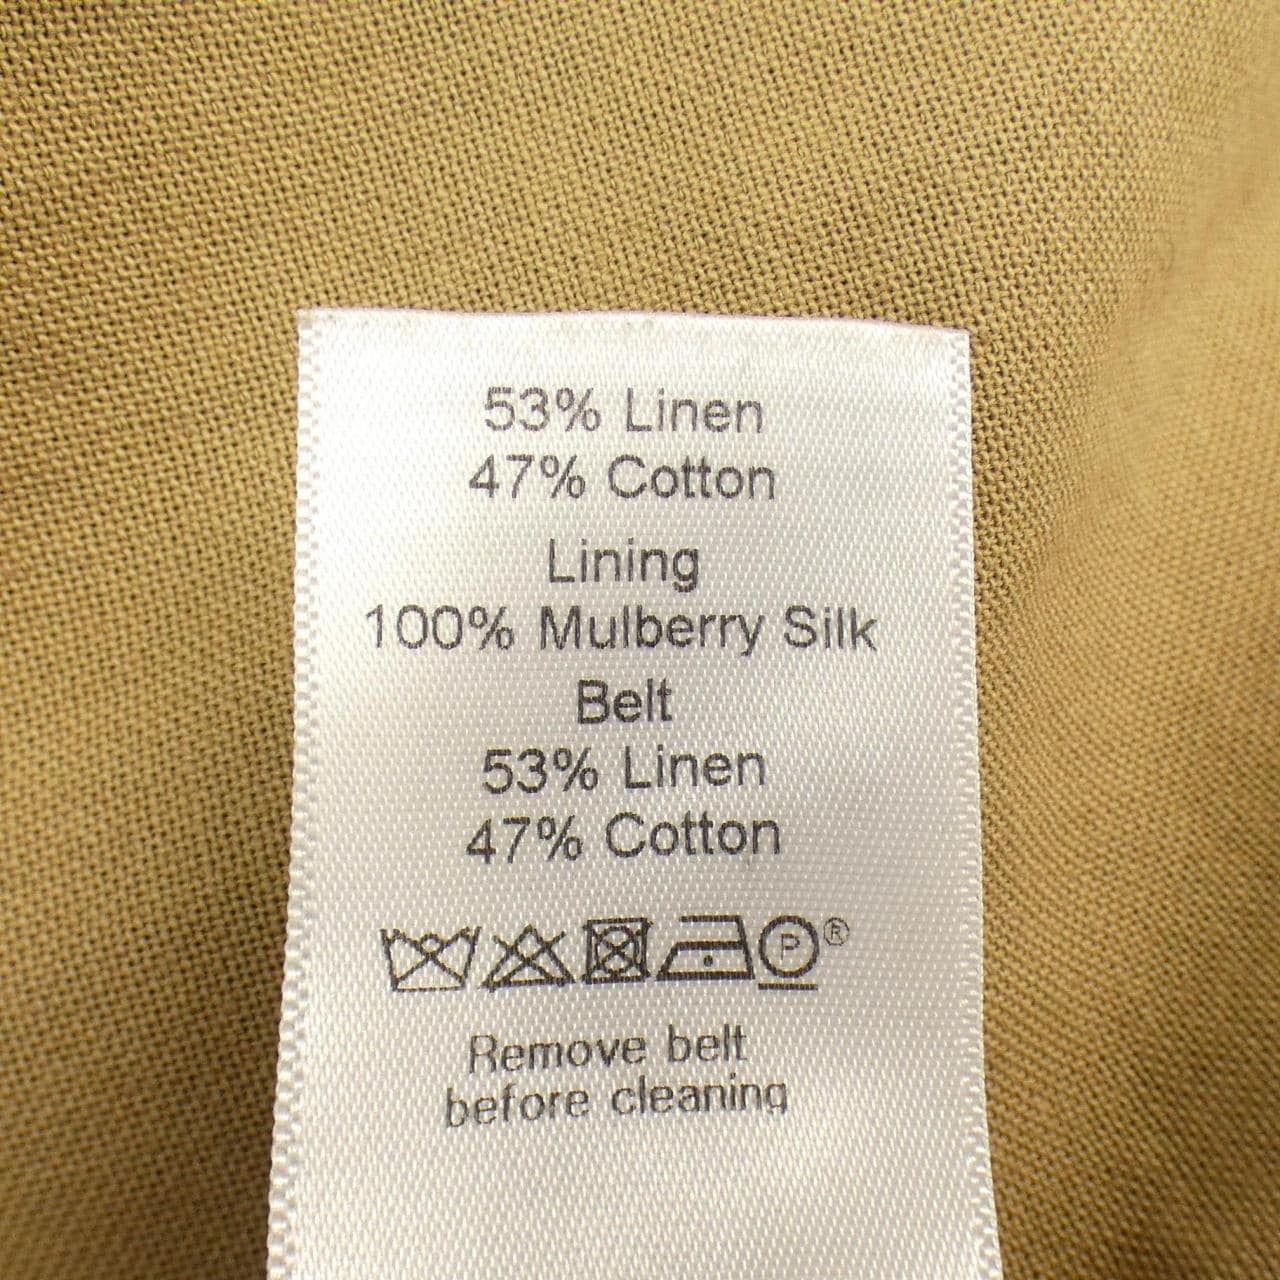 53% Linen
47% Cotton
Lining
100% Mulberry Silk
Belt
53% Linen
47% Cotton
P ®
Remove belt
before cleaning